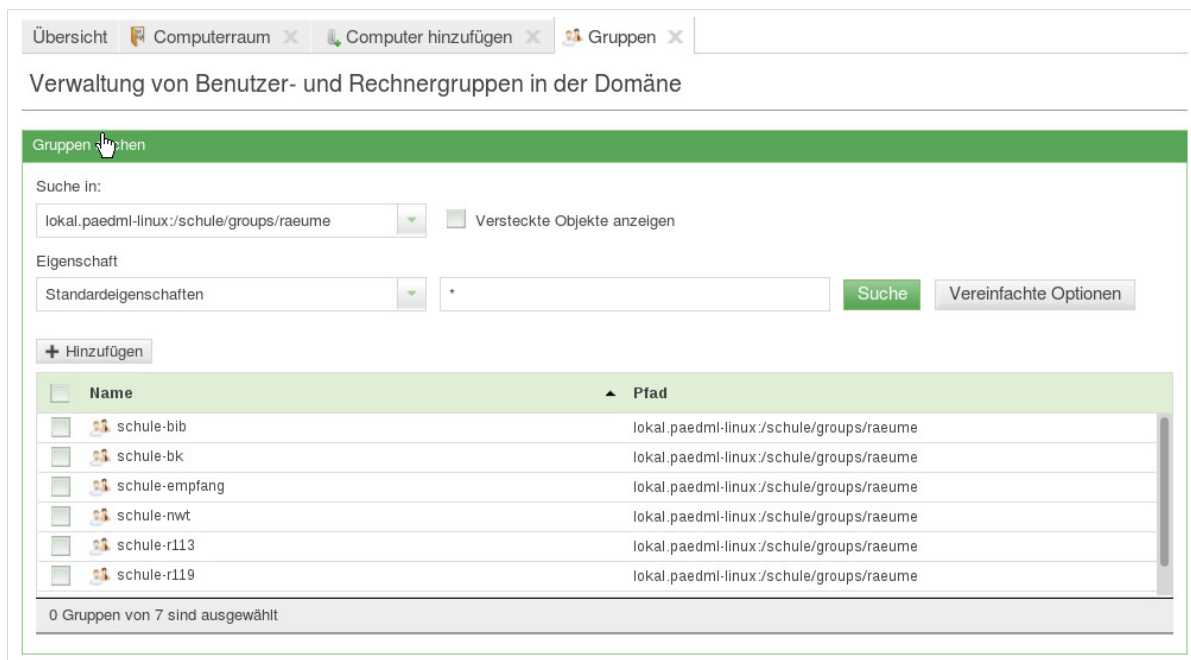 Übersicht Computerraum Computer hinzufügen Gruppen
Verwaltung von Benutzer- und Rechnergruppen in der Domäne
Gruppen suchen
Suche in:
lokal.paedml-linux:/schule/groups/raeume Versteckte Objekte anzeigen
Eigenschaft
Standardeigenschaften * Suche Vereinfachte Optionen
+ Hinzufügen
Name Pfad
schule-bib lokal.paedml-linux:/schule/groups/raeume
schule-bk lokal.paedml-linux:/schule/groups/raeume
schule-empfang lokal.paedml-linux:/schule/groups/raeume
schule-nwt lokal.paedml-linux:/schule/groups/raeume
schule-r113 lokal.paedml-linux:/schule/groups/raeume
schule-r119 lokal.paedml-linux:/schule/groups/raeume
0 Gruppen von 7 sind ausgewählt